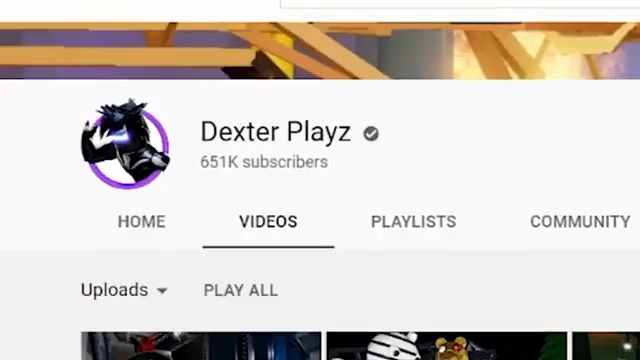 Dexter Playz
651K subscribers
HOME VIDEOS PLAYLISTS COMMUNITY
Uploads PLAY ALL